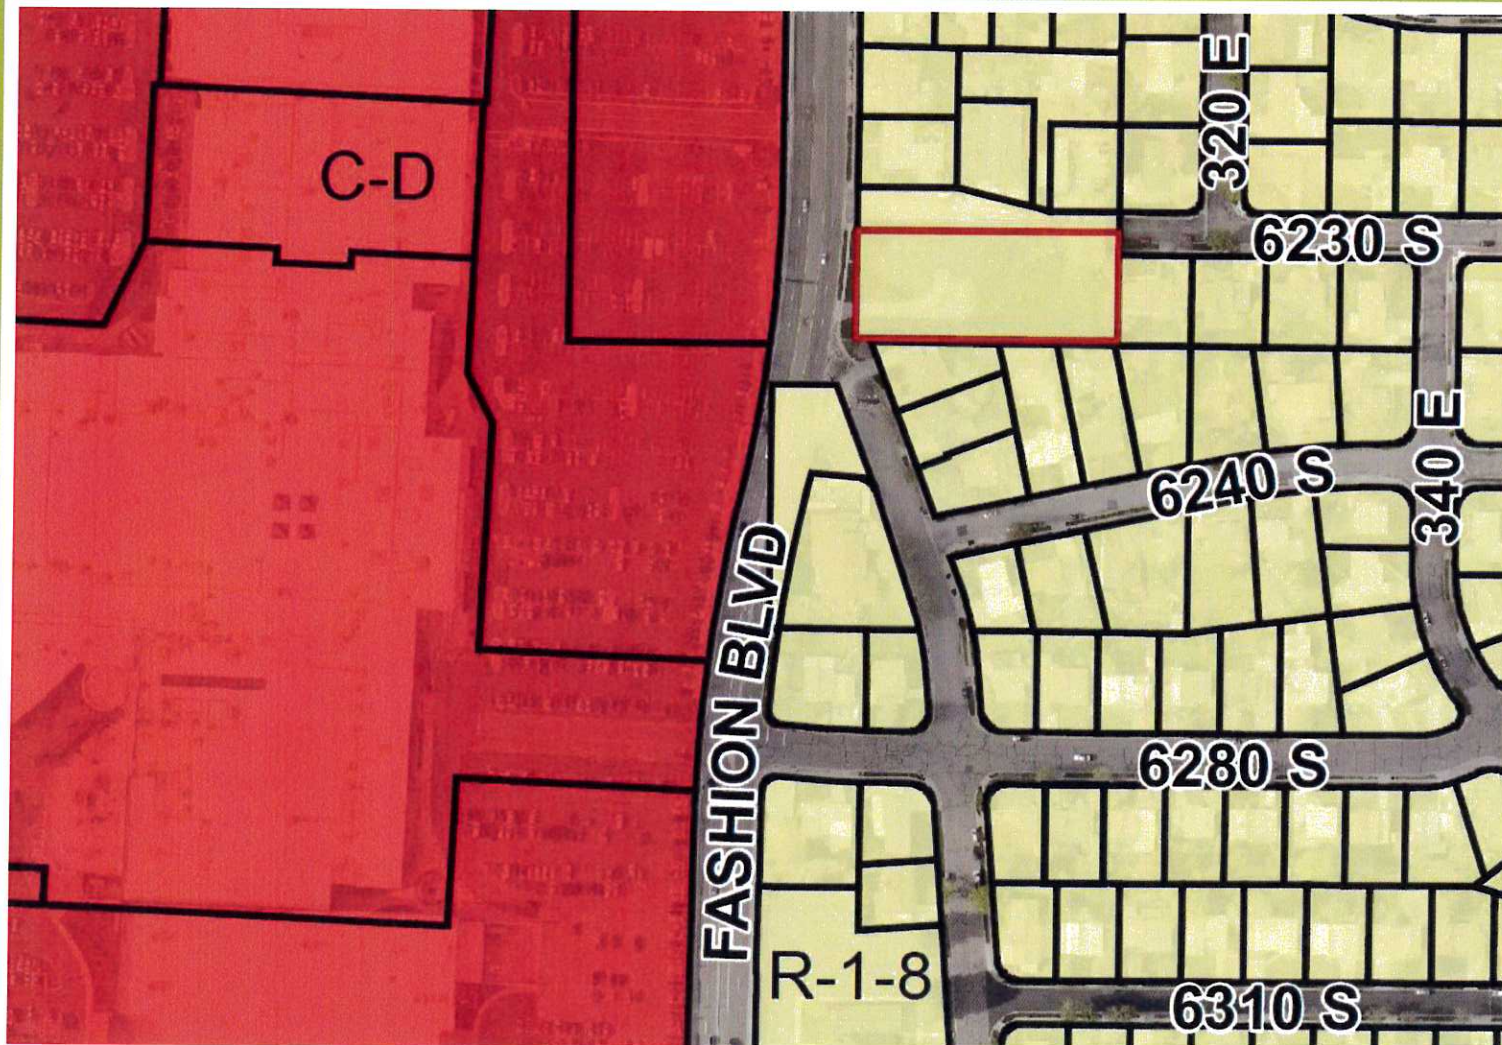 C-D
320 E
6230 S
340 E
6240 S
FASHION BLVD
6280 S
R-1-8
6310 S